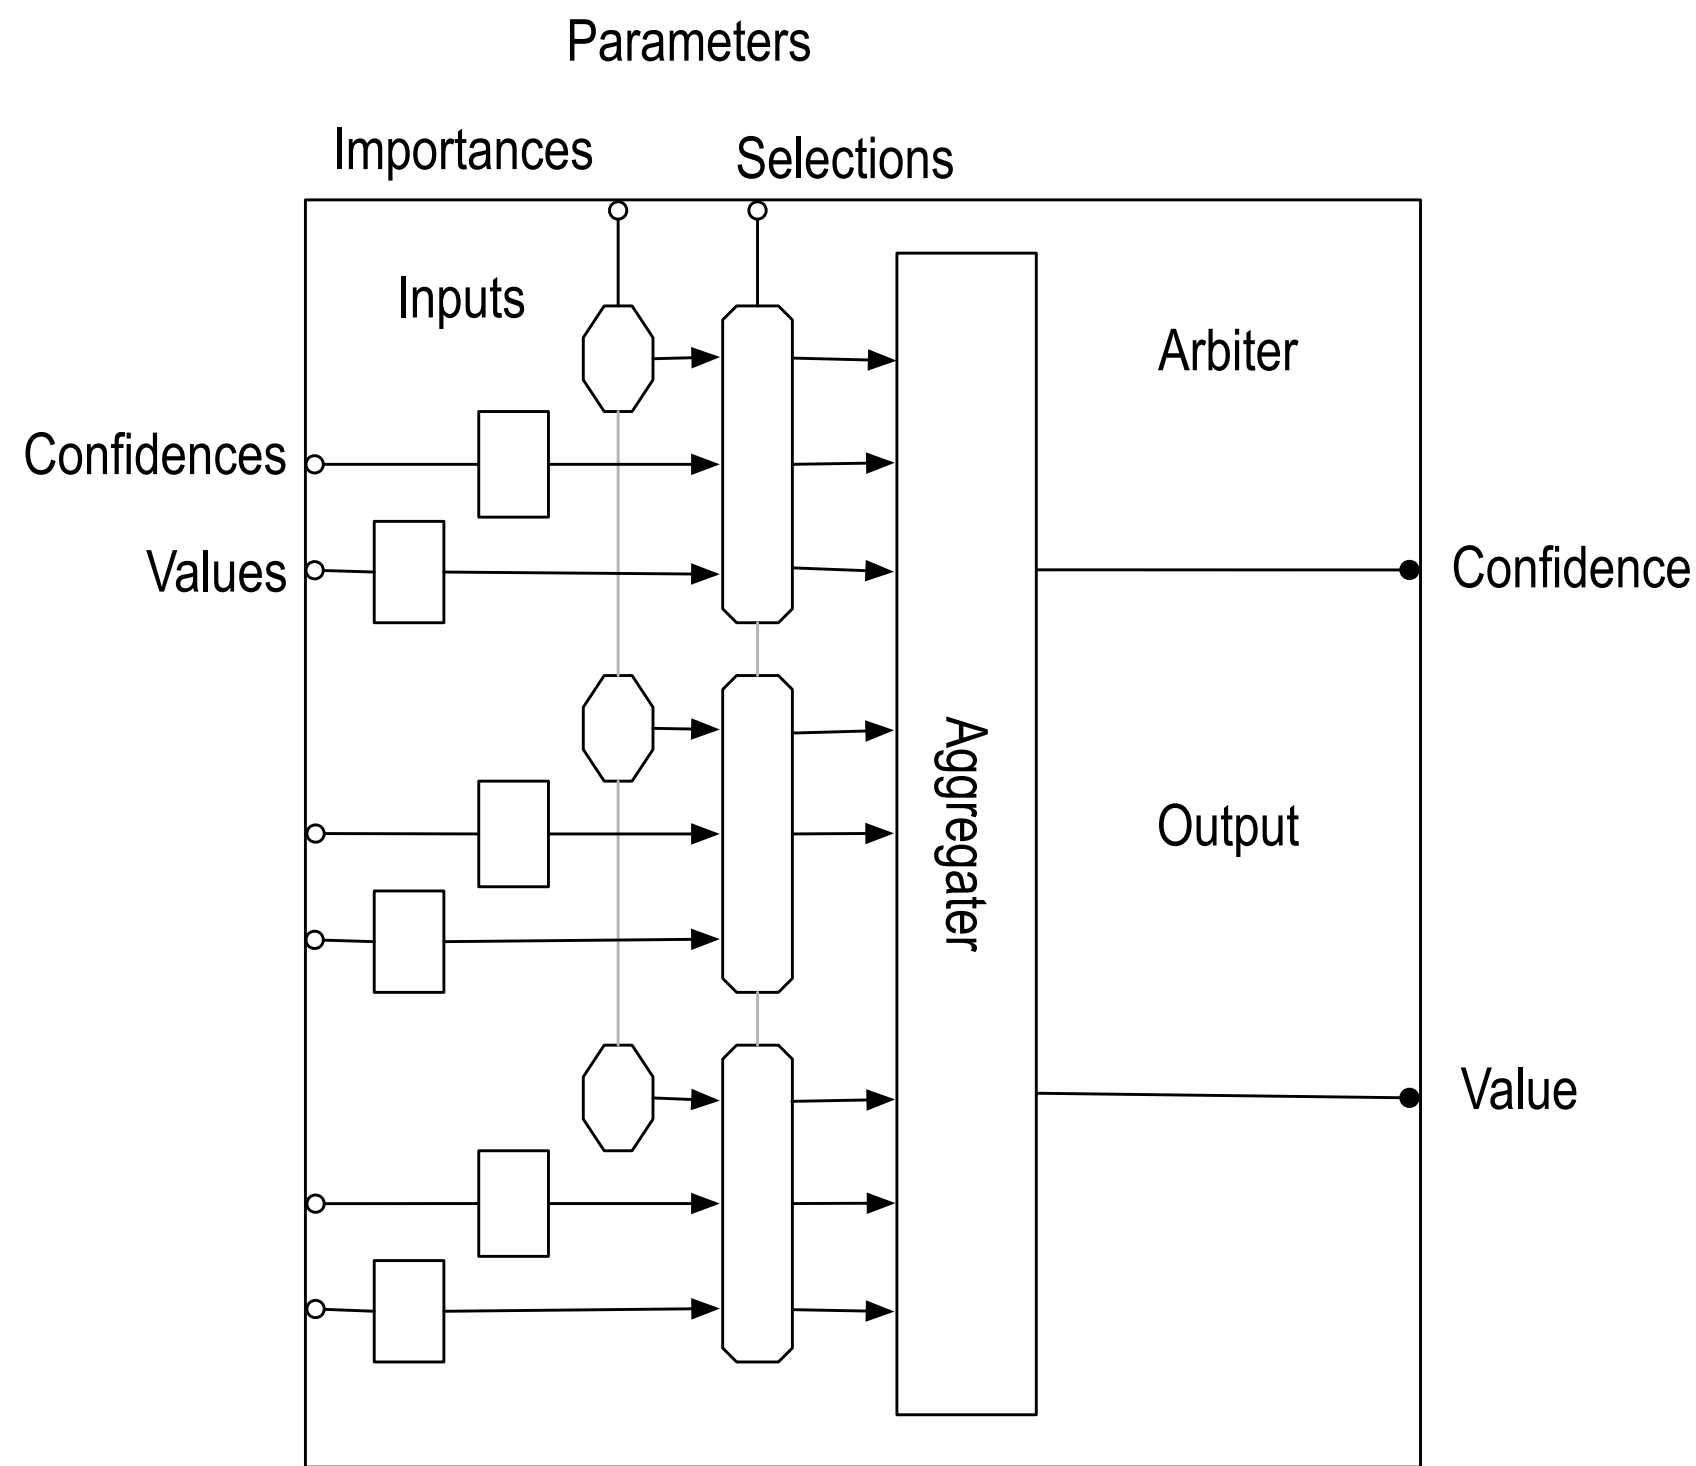 Parameters
Importances
Selections
Inputs
Arbiter
Confidences
Values
Confidence
Aggregater
Output
Value